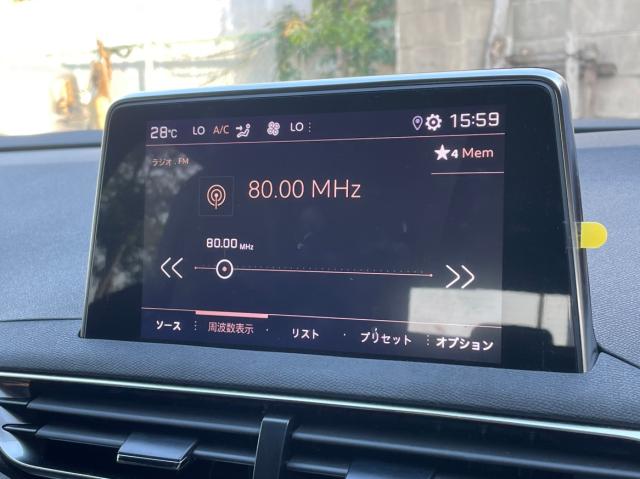 28℃ LO A/C LO 15:59
4 Mem
ラジオ . FM
80.00 MHz
80.00 MHz
ソース 周波数表示 リスト プリセット オプション